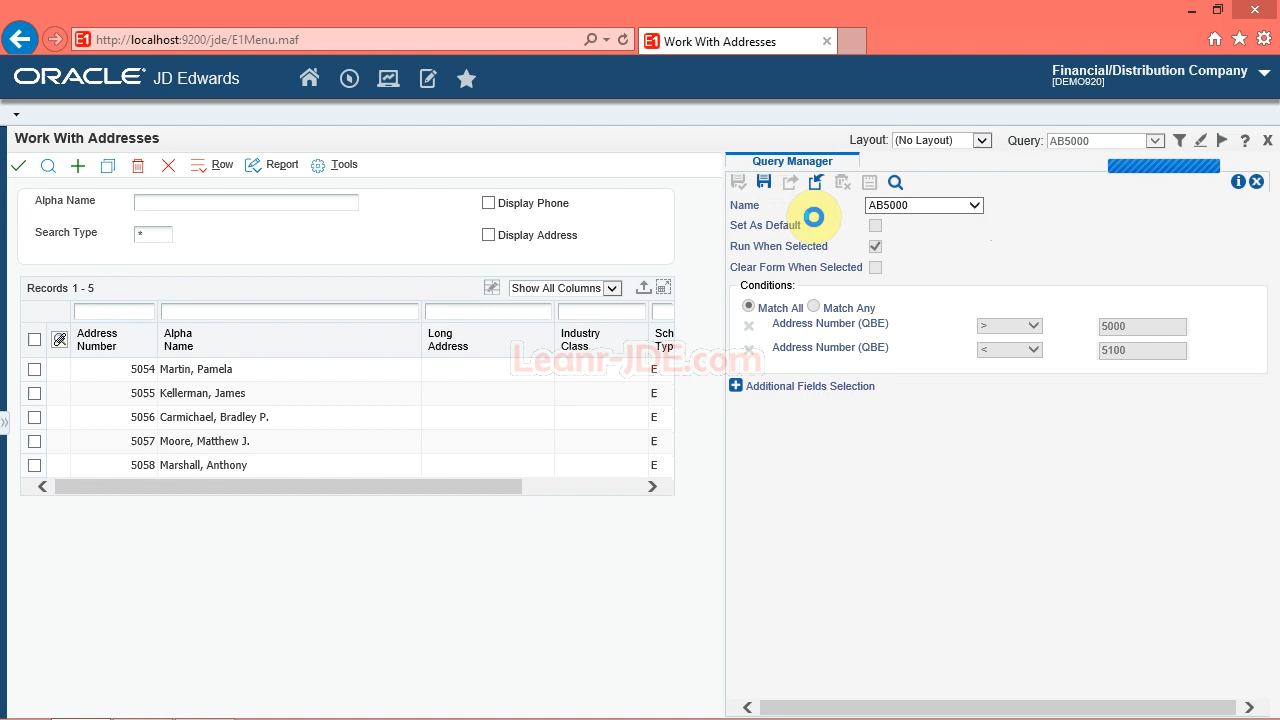 http://localhost:9200/jde/E1Menu.maf
E1 Work With Addresses
ORACLE JD Edwards
Financial/Distribution Company
[DEMO920]
Work With Addresses
Layout: (No Layout) Query: AB5000
Row Report Tools
Alpha Name
Search Type *
Display Phone
Display Address
Records 1 - 5 Show All Columns
Address Number Alpha Name Long Address Industry Class Sch Typ
5054 Martin, Pamela E
5055 Kellerman, James E
5056 Carmichael, Bradley P. E
5057 Moore, Matthew J. E
5058 Marshall, Anthony E
Query Manager
Name AB5000
Set As Default
Run When Selected
Clear Form When Selected
Conditions:
Match All Match Any
Address Number (QBE) > 5000
Address Number (QBE) < 5100
Additional Fields Selection
Leanr-JDE.com